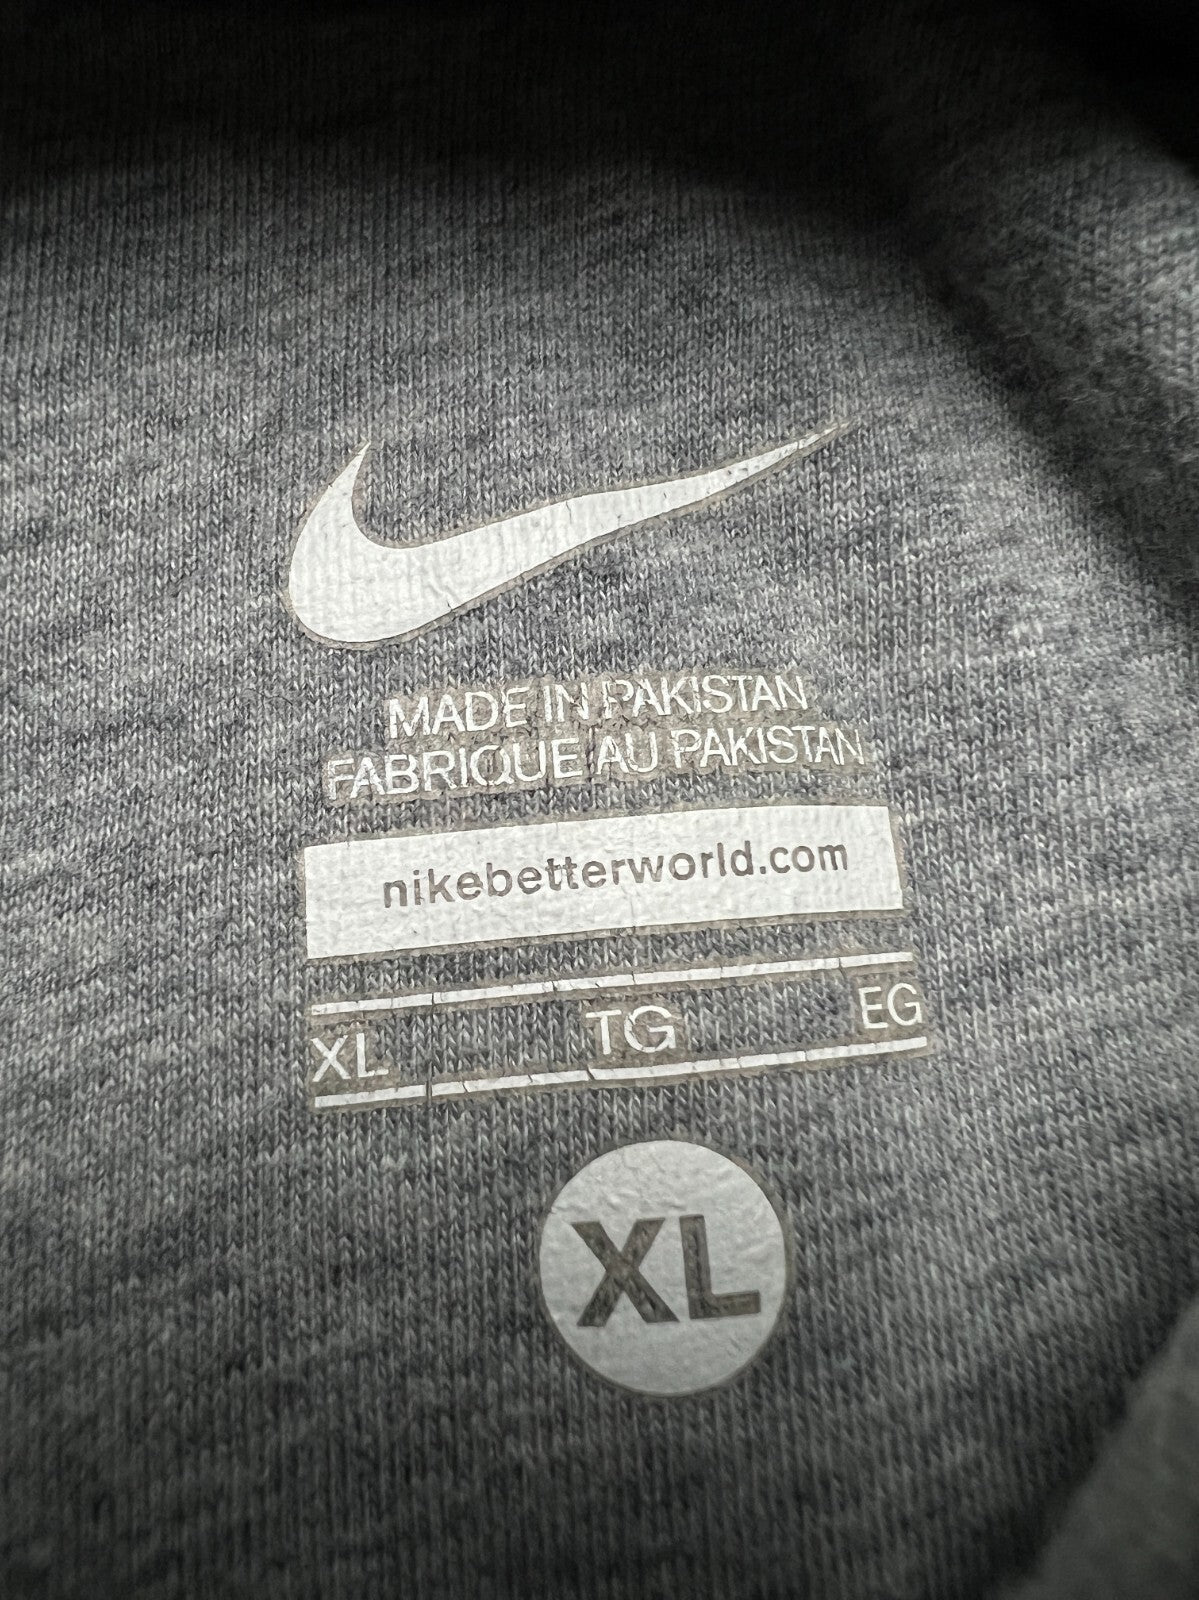 MADE IN PAKISTAN
FABRIQUE AU PAKISTAN
nikebetterworld.com
XL TG EG
XL